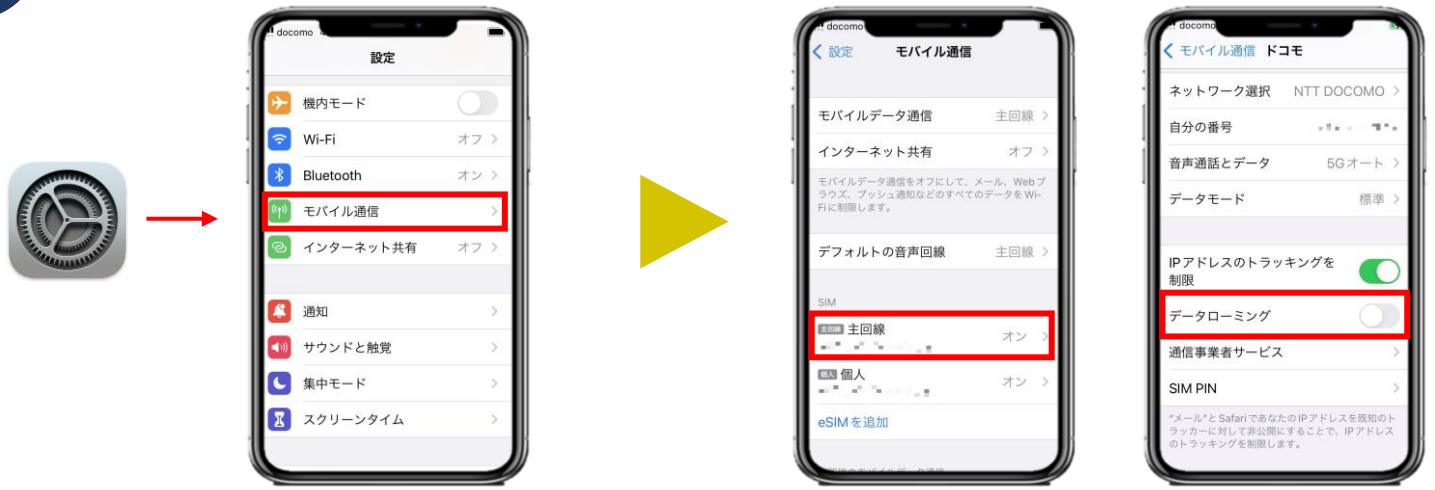 docomo
設定
機内モード
Wi-Fi オフ
Bluetooth オン
モバイル通信
インターネット共有 オフ
通知
サウンドと触覚
集中モード
スクリーンタイム
docomo
設定 モバイル通信
モバイルデータ通信 主回線
インターネット共有 オフ
モバイルデータ通信をオフにして、メール、Webブ
ラウズ、プッシュ通知などのすべてのデータをWi-
Fiに制限します。
デフォルトの音声回線 主回線
SIM
主回線 主回線 オン
個人 個人 オン
eSIMを追加
docomo
モバイル通信 ドコモ
ネットワーク選択 NTT DOCOMO
自分の番号
音声通話とデータ 5Gオート
データモード 標準
IPアドレスのトラッキングを
制限
データローミング
通信事業者サービス
SIM PIN
"メール"とSafariであなたのIPアドレスを既知のト
ラッカーに対して非公開にすることで、IPアドレス
のトラッキングを制限します。